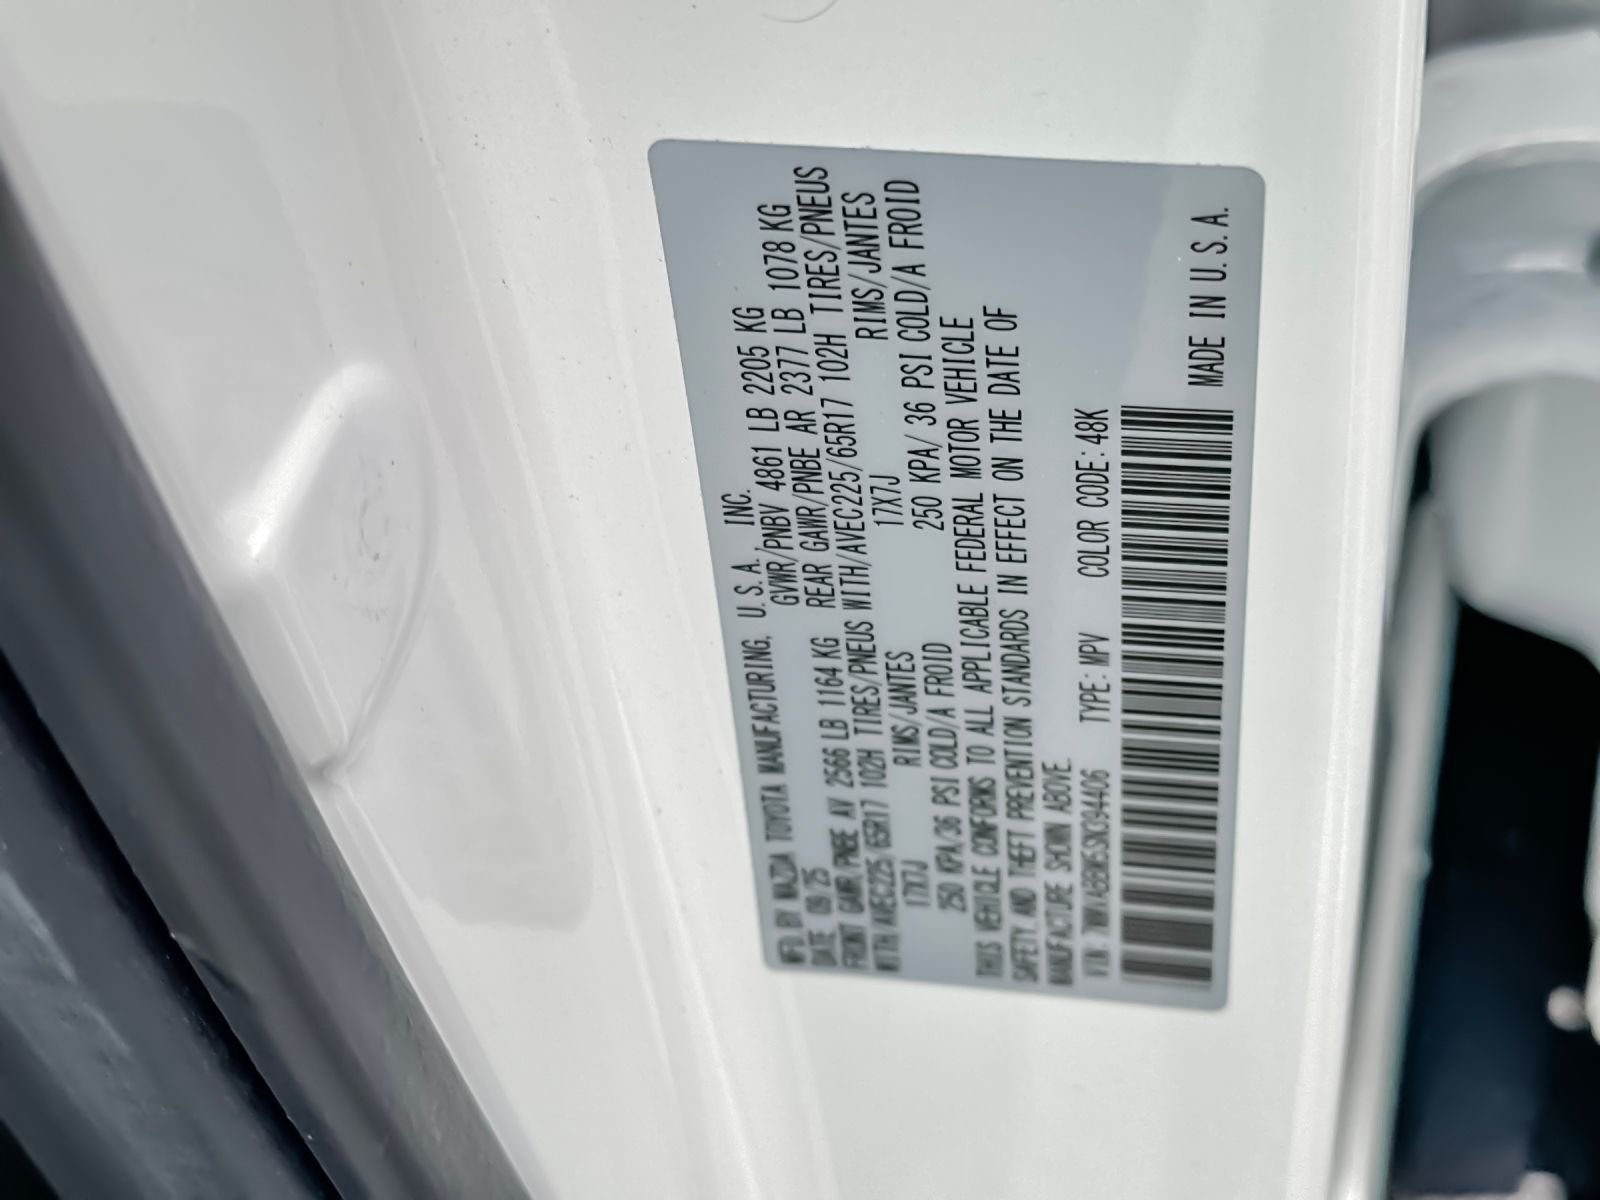 MFD. BY MAZDA TOYOTA MANUFACTURING, U.S.A., INC.
DATE 09/25 GVWR/PNBV 4861 LB 2205 KG
FRONT GAWR/PNBE AV 2566 LB 1164 KG REAR GAWR/PNBE AR 2377 LB 1078 KG
WITH/AVEC225/65R17 102H TIRES/PNEUS WITH/AVEC225/65R17 102H TIRES/PNEUS
17X7J RIMS/JANTES 17X7J RIMS/JANTES
250 KPA/36 PSI COLD/A FROID 250 KPA/ 36 PSI COLD/A FROID
THIS VEHICLE CONFORMS TO ALL APPLICABLE FEDERAL MOTOR VEHICLE
SAFETY AND THEFT PREVENTION STANDARDS IN EFFECT ON THE DATE OF
MANUFACTURE SHOWN ABOVE.
VIN: TYPE: MPV COLOR CODE: 48K
MADE IN U.S.A.